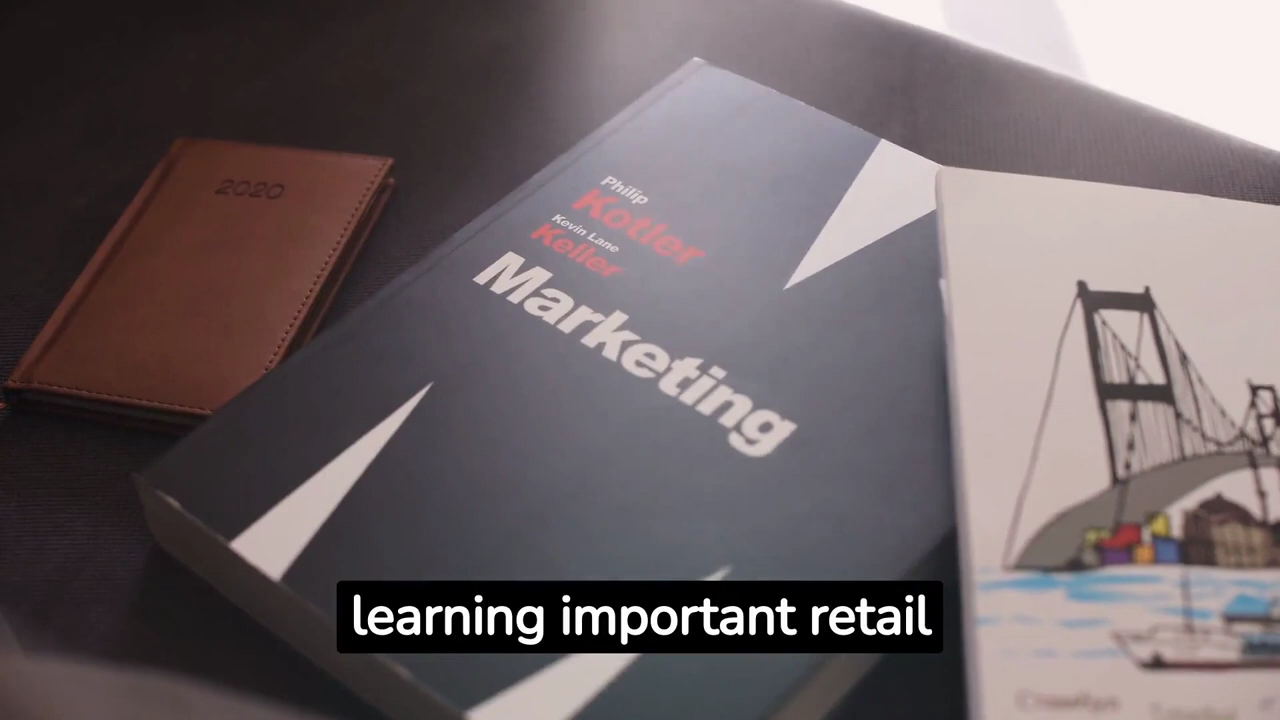 2020
Philip
Kotler
Kevin Lane
Keller
Marketing
learning important retail